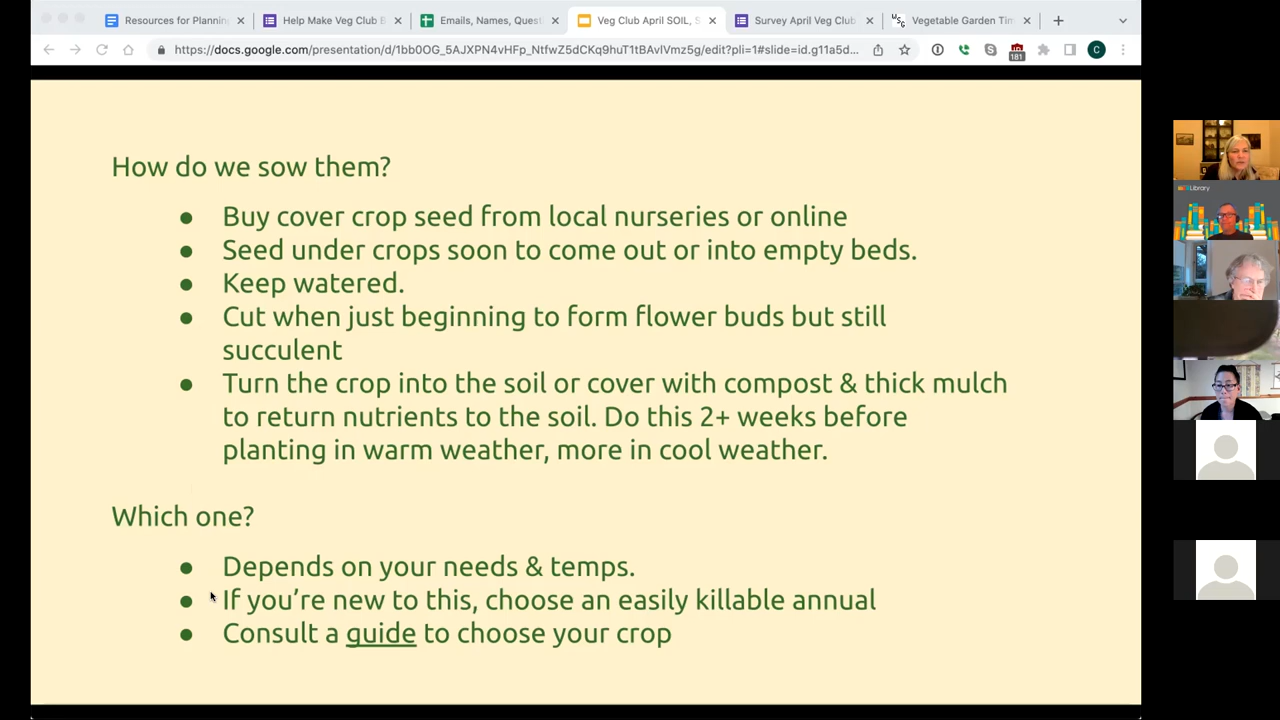 Resources for Planning
Help Make Veg Club B
Emails, Names, Quest
Veg Club April SOIL, S
Survey April Veg Club
Vegetable Garden Tim
https://docs.google.com/presentation/d/1bb0OG_5AJXPN4vHFp_NtfwZ5dCKq9huT1tBAvIVmz5g/edit?pli=1#slide=id.g11a5d...
181
C
How do we sow them?
● Buy cover crop seed from local nurseries or online
● Seed under crops soon to come out or into empty beds.
● Keep watered.
● Cut when just beginning to form flower buds but still
succulent
● Turn the crop into the soil or cover with compost & thick mulch
to return nutrients to the soil. Do this 2+ weeks before
planting in warm weather, more in cool weather.
Which one?
● Depends on your needs & temps.
● If you're new to this, choose an easily killable annual
● Consult a guide to choose your crop
Library